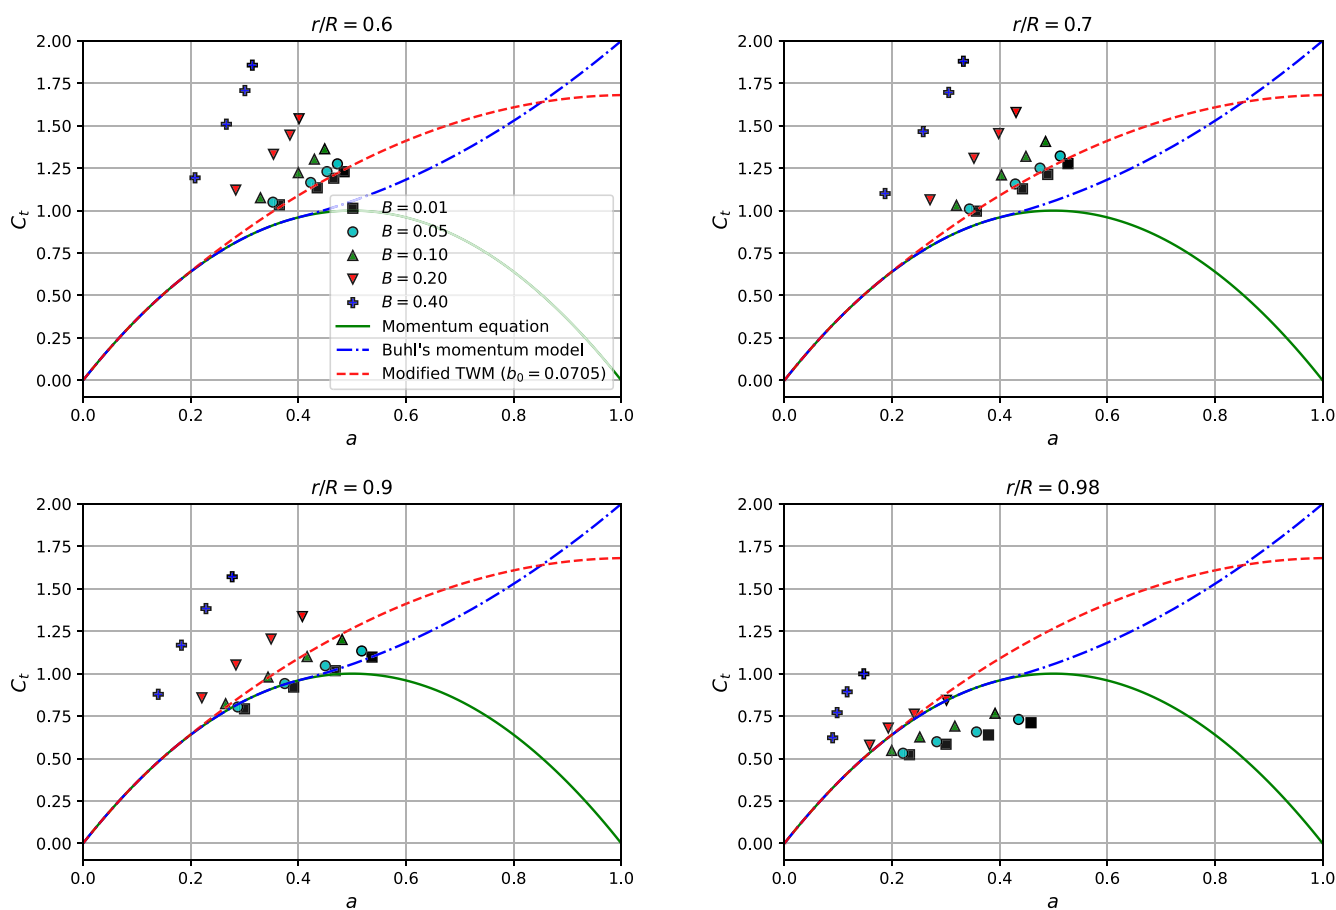 r/R = 0.6
2.00
1.75
1.50
1.25
1.00
0.75
0.50
0.25
0.00
C_t
B = 0.01
B = 0.05
B = 0.10
B = 0.20
B = 0.40
Momentum equation
Buhl's momentum model
Modified TWM (b_0 = 0.0705)
0.0 0.2 0.4 0.6 0.8 1.0
a
r/R = 0.7
2.00
1.75
1.50
1.25
1.00
0.75
0.50
0.25
0.00
C_t
0.0 0.2 0.4 0.6 0.8 1.0
a
r/R = 0.9
2.00
1.75
1.50
1.25
1.00
0.75
0.50
0.25
0.00
C_t
0.0 0.2 0.4 0.6 0.8 1.0
a
r/R = 0.98
2.00
1.75
1.50
1.25
1.00
0.75
0.50
0.25
0.00
C_t
0.0 0.2 0.4 0.6 0.8 1.0
a